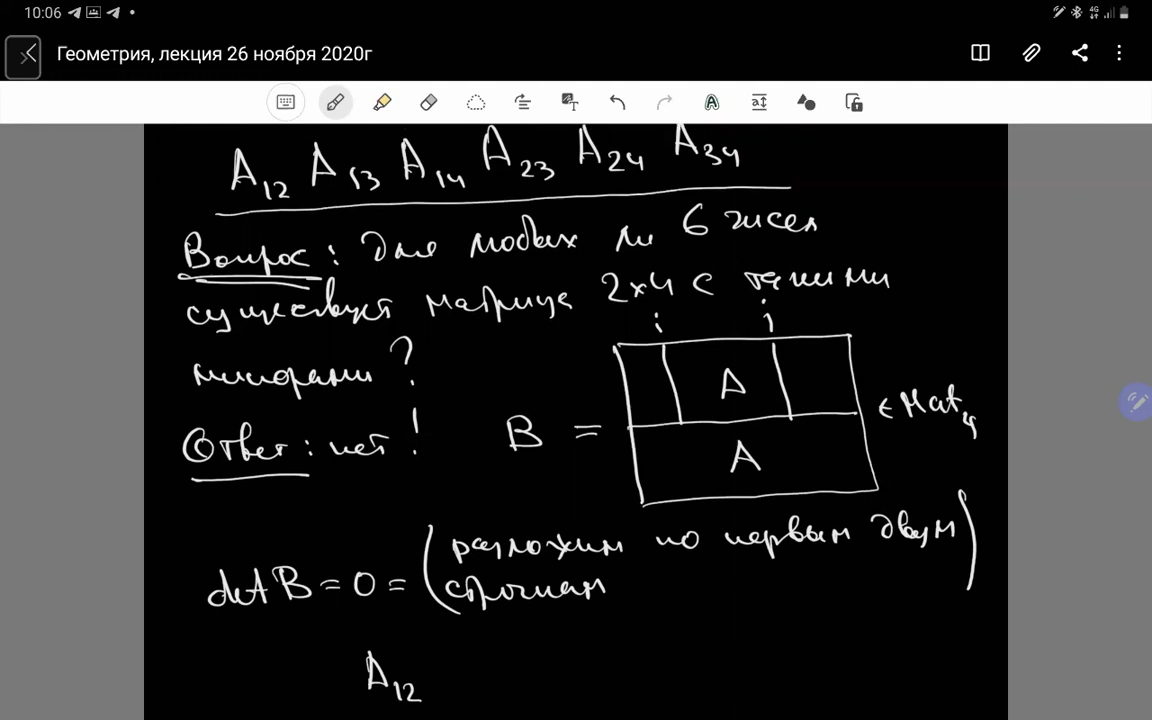 10:06
4G
Геометрия, лекция 26 ноября 2020г
A₁₂ A₁₃ A₁₄ A₂₃ A₂₄ A₃₄
Вопрос: Для любых ли 6 чисел
существует матрица 2×4 с такими
минорами?
i j
A
Ответ: нет! B = ∈ Mat₄
A
det B = 0 = (разложим по первым двум
строчкам)
A₁₂